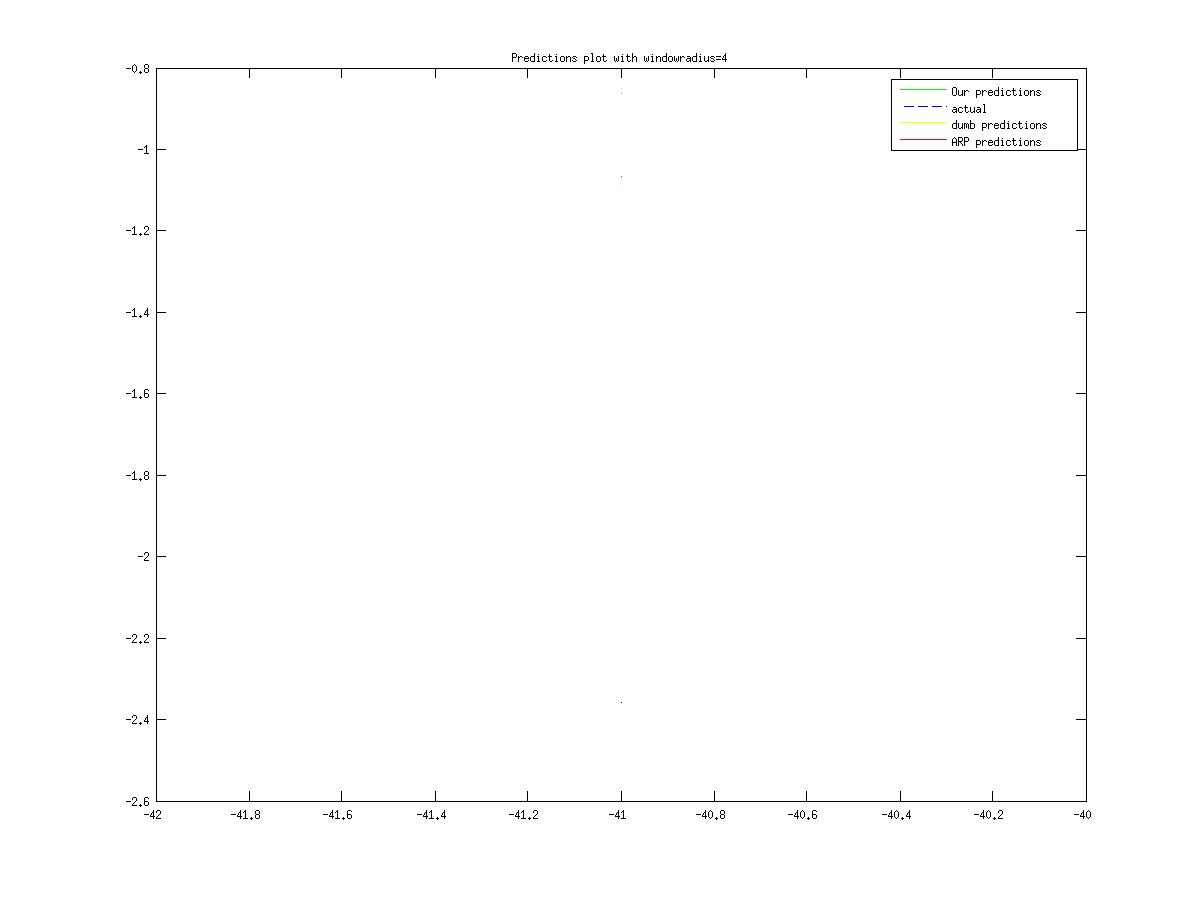 Predictions plot with windowradius=4
-0.8
Our predictions
actual
dumb predictions
ARP predictions
-1
-1.2
-1.4
-1.6
-1.8
-2
-2.2
-2.4
-2.6
-42 -41.8 -41.6 -41.4 -41.2 -41 -40.8 -40.6 -40.4 -40.2 -40